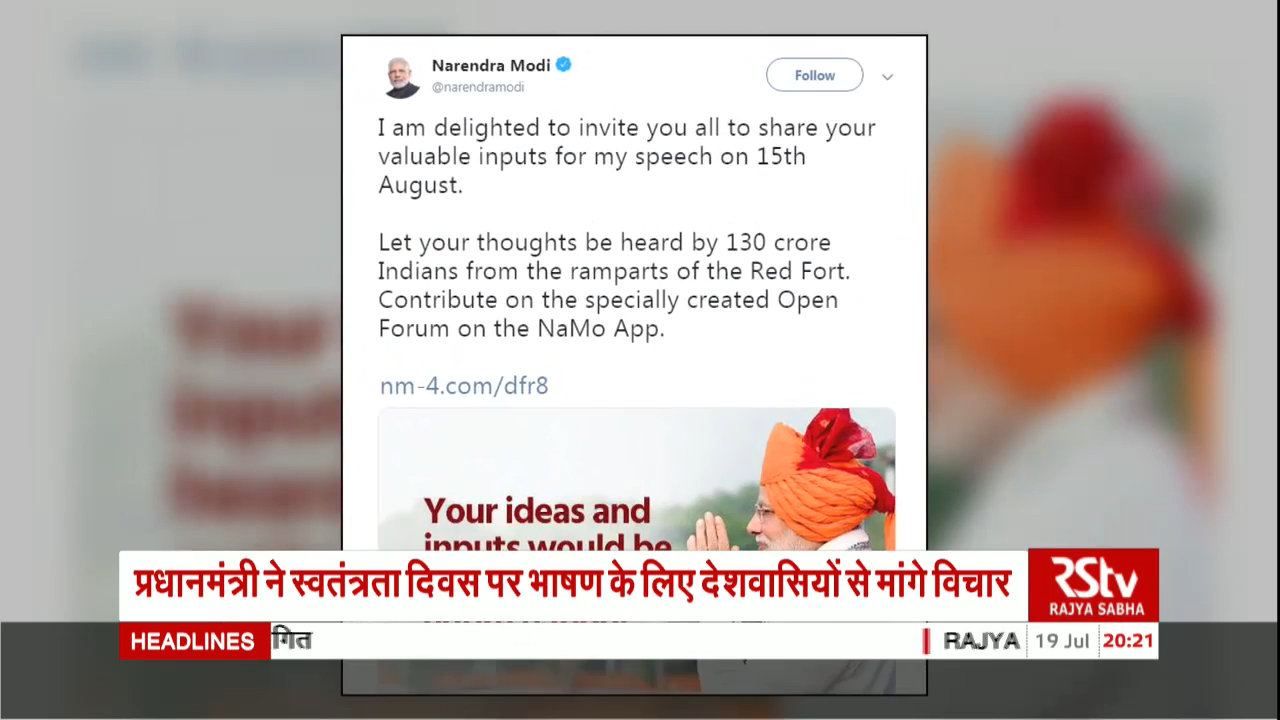 Narendra Modi
@narendramodi
Follow
I am delighted to invite you all to share your
valuable inputs for my speech on 15th
August.
Let your thoughts be heard by 130 crore
Indians from the ramparts of the Red Fort.
Contribute on the specially created Open
Forum on the NaMo App.
nm-4.com/dfr8
Your ideas and
inputs would be
प्रधानमंत्री ने स्वतंत्रता दिवस पर भाषण के लिए देशवासियों से मांगे विचार
RStv
RAJYA SABHA
HEADLINES
गित
RAJYA
19 Jul
20:21